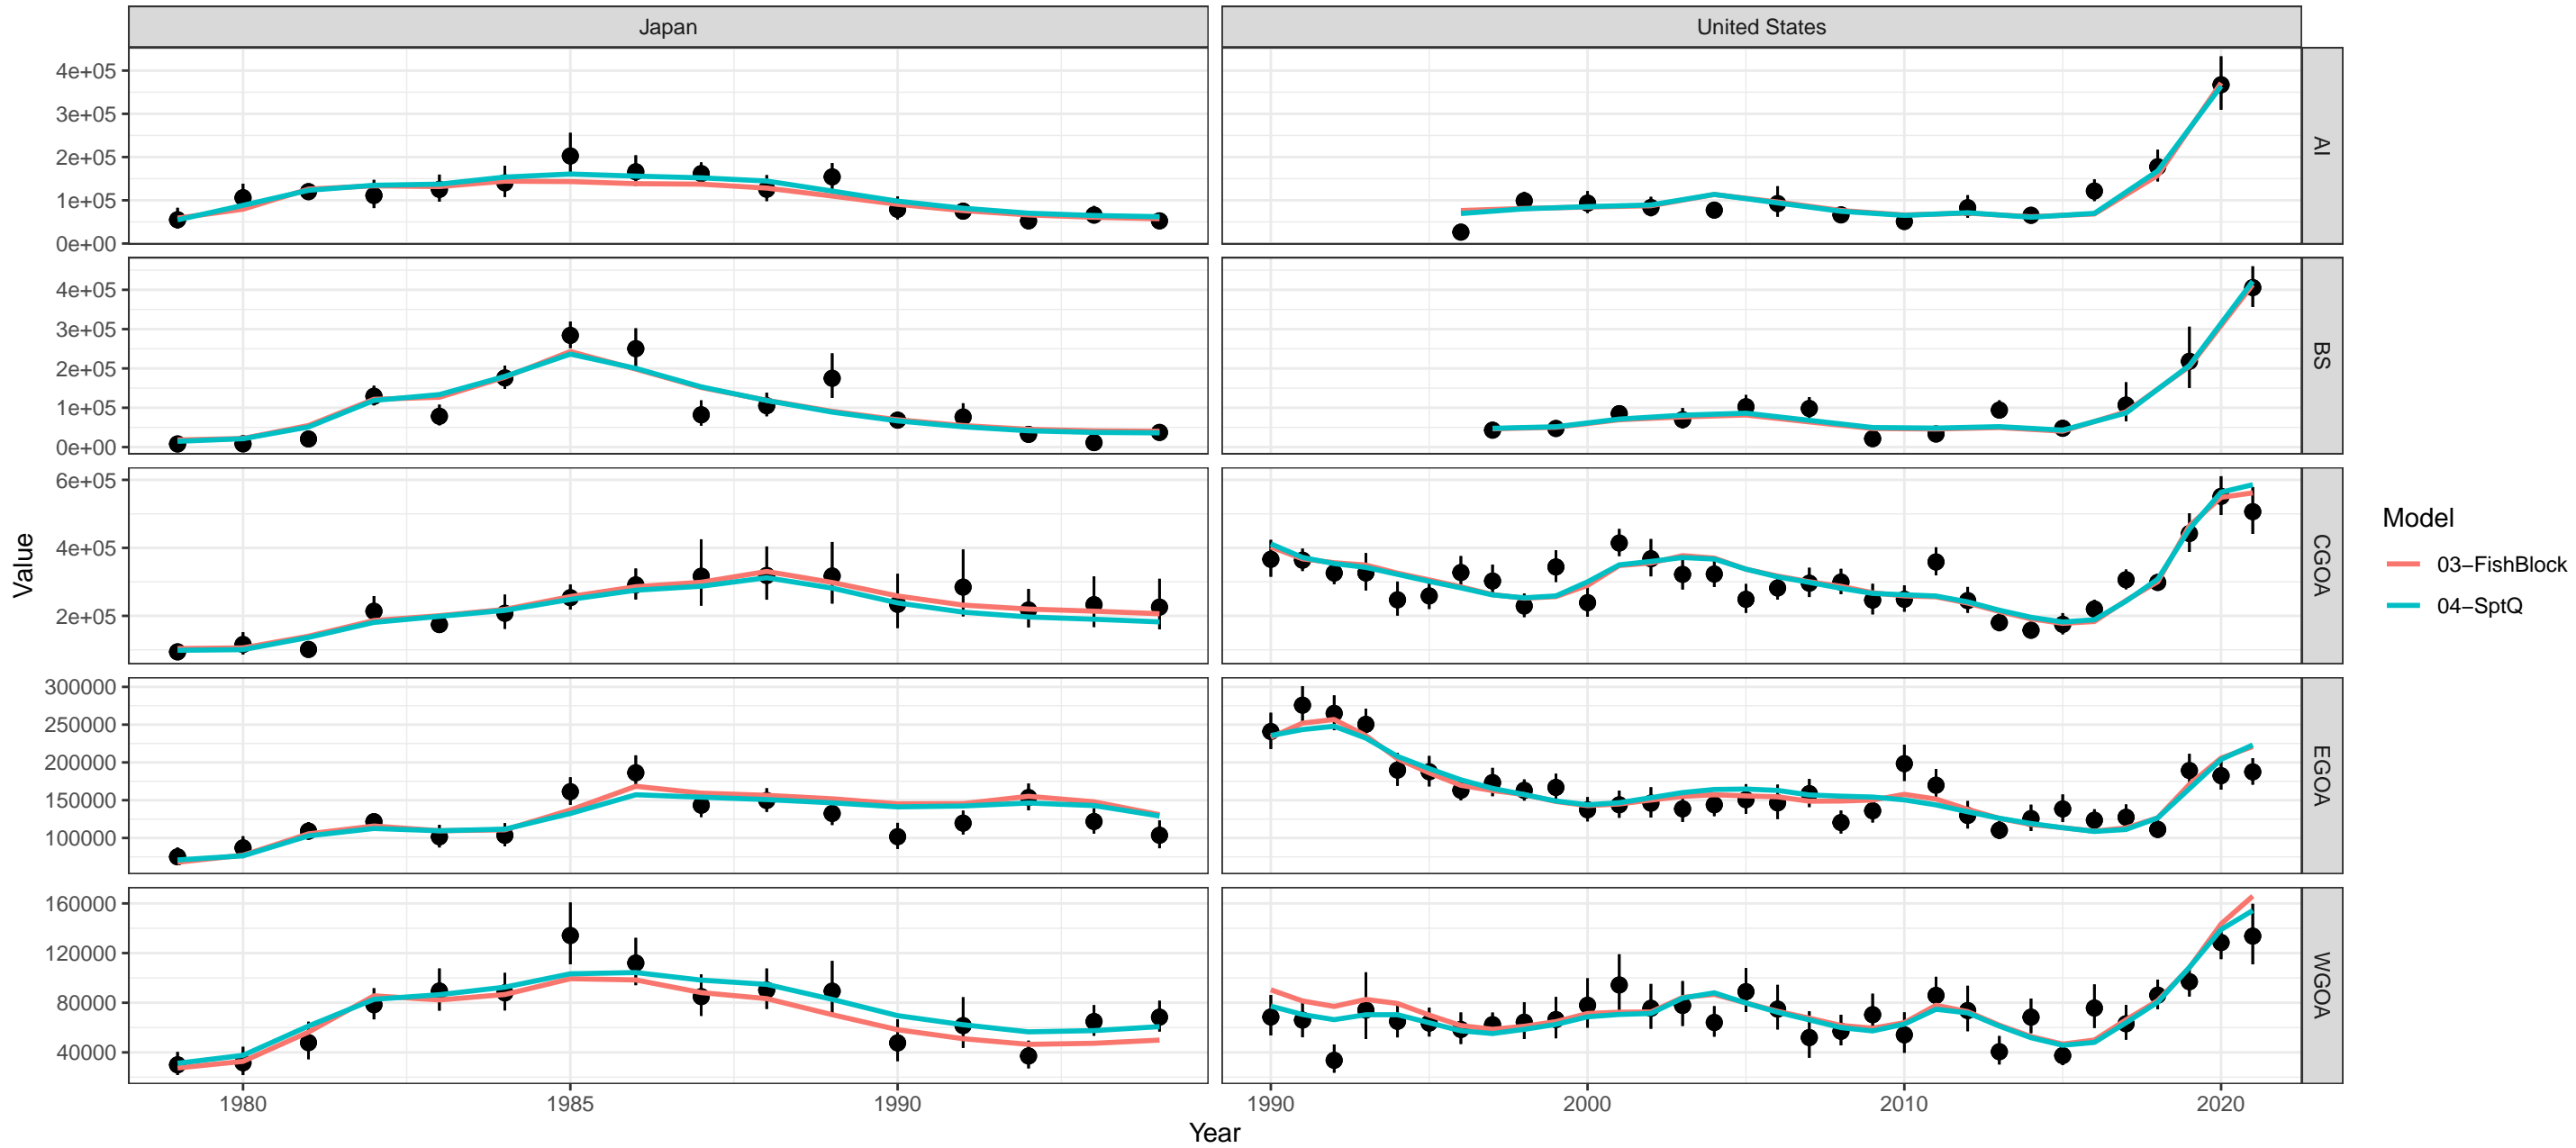 Japan
United States
4e+05
3e+05
2e+05
1e+05
0e+00
AI
4e+05
3e+05
2e+05
1e+05
0e+00
BS
6e+05
4e+05
2e+05
CGOA
300000
250000
200000
150000
100000
EGOA
160000
120000
80000
40000
WGOA
1980
1985
1990
1990
2000
2010
2020
Year
Value
Model
03−FishBlock
04−SptQ